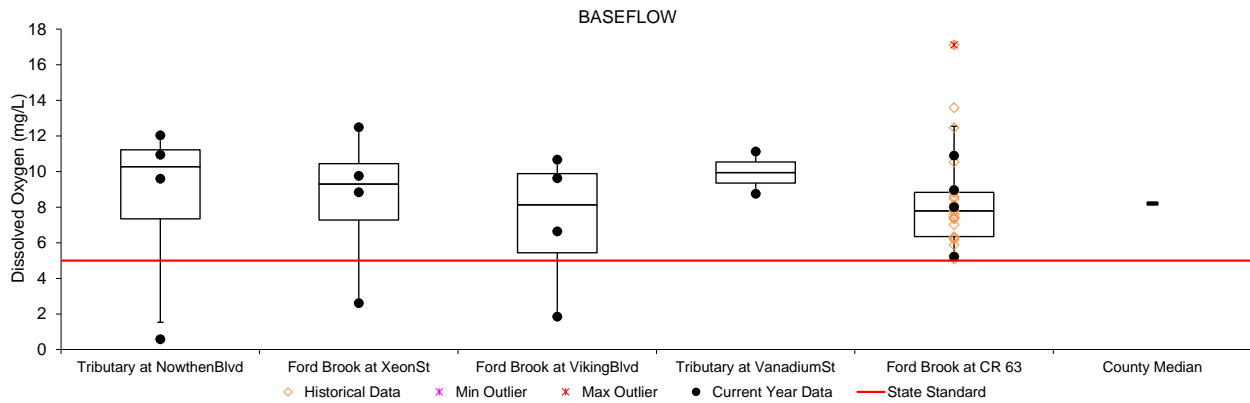 BASEFLOW
Dissolved Oxygen (mg/L)
18
16
14
12
10
8
6
4
2
0
Tributary at NowthenBlvd
Ford Brook at XeonSt
Ford Brook at VikingBlvd
Tributary at VanadiumSt
Ford Brook at CR 63
County Median
Historical Data
Min Outlier
Max Outlier
Current Year Data
State Standard